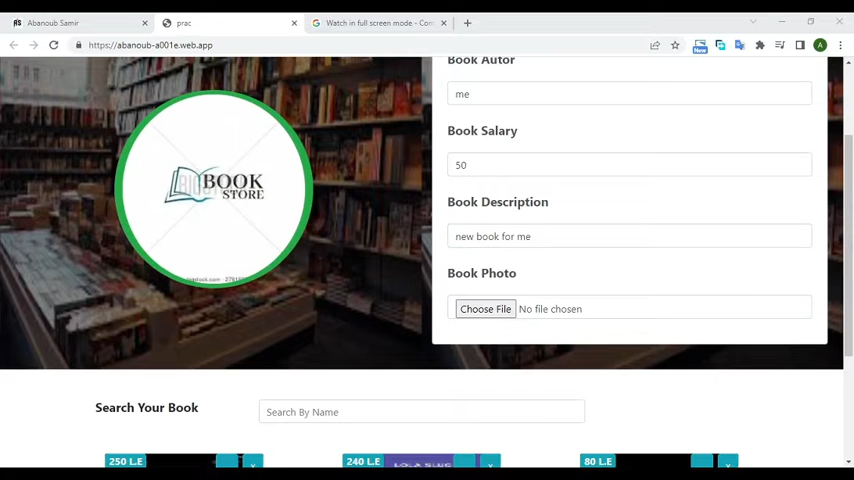 Abanoub Samir
prac
Watch in full screen mode - Con
https://abanoub-a001e.web.app
New
A
Book Autor
me
Book Salary
50
Book Description
new book for me
Book Photo
Choose File No file chosen
BOOK
STORE
Search Your Book
Search By Name
250 L.E
x
240 L.E
x
80 L.E
x